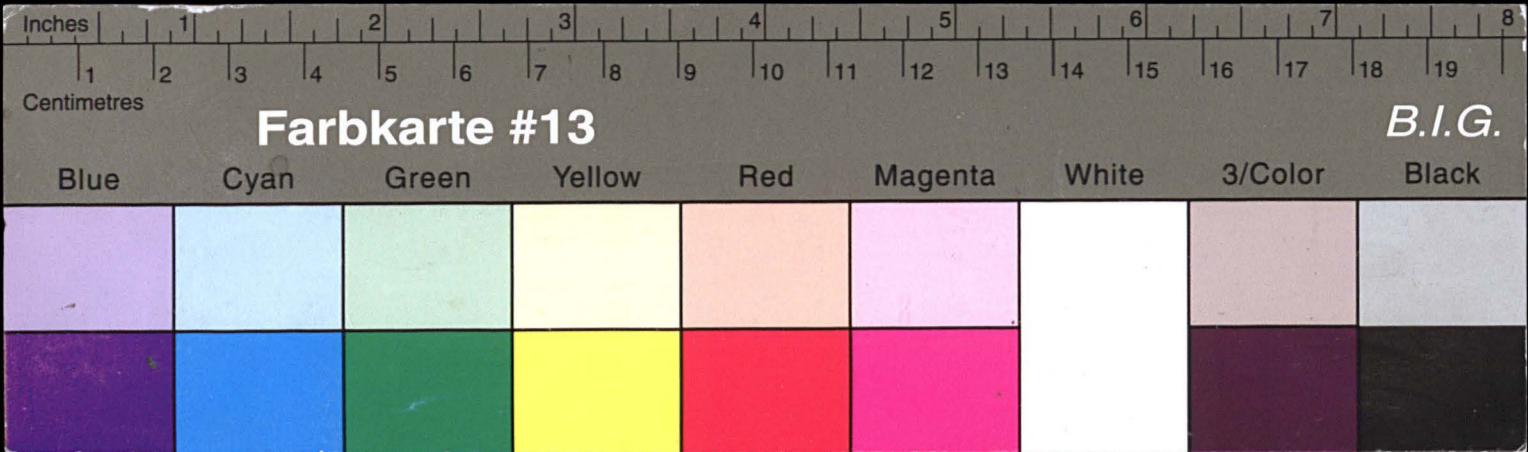 Inches 1 2 3 4 5 6 7 8
1 2 3 4 5 6 7 8 9 10 11 12 13 14 15 16 17 18 19
Centimetres
Farbkarte #13 B.I.G.
Blue Cyan Green Yellow Red Magenta White 3/Color Black